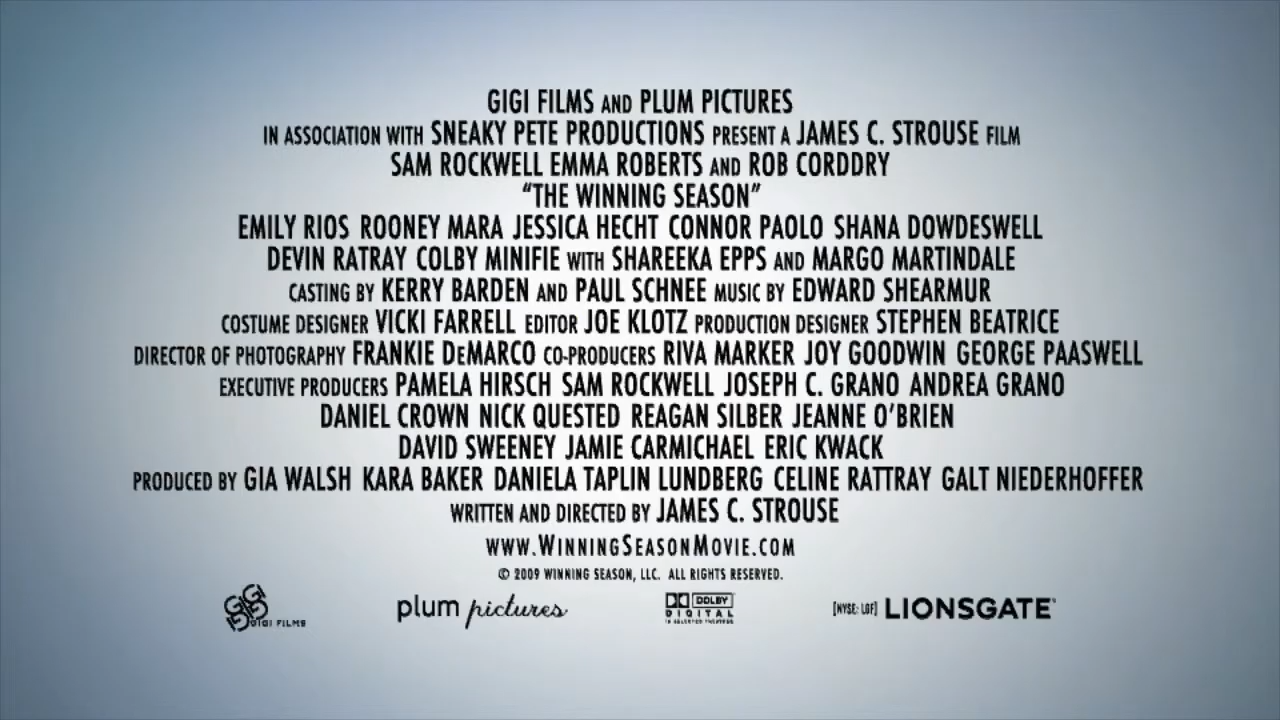 GIGI FILMS AND PLUM PICTURES
IN ASSOCIATION WITH SNEAKY PETE PRODUCTIONS PRESENT A JAMES C. STROUSE FILM
SAM ROCKWELL EMMA ROBERTS AND ROB CORDDRY
“THE WINNING SEASON”
EMILY RIOS ROONEY MARA JESSICA HECHT CONNOR PAOLO SHANA DOWDESWELL
DEVIN RATRAY COLBY MINIFIE WITH SHAREEKA EPPS AND MARGO MARTINDALE
CASTING BY KERRY BARDEN AND PAUL SCHNEE MUSIC BY EDWARD SHEARMUR
COSTUME DESIGNER VICKI FARRELL EDITOR JOE KLOTZ PRODUCTION DESIGNER STEPHEN BEATRICE
DIRECTOR OF PHOTOGRAPHY FRANKIE DeMARCO CO-PRODUCERS RIVA MARKER JOY GOODWIN GEORGE PAASWELL
EXECUTIVE PRODUCERS PAMELA HIRSCH SAM ROCKWELL JOSEPH C. GRANO ANDREA GRANO
DANIEL CROWN NICK QUESTED REAGAN SILBER JEANNE O’BRIEN
DAVID SWEENEY JAMIE CARMICHAEL ERIC KWACK
PRODUCED BY GIA WALSH KARA BAKER DANIELA TAPLIN LUNDBERG CELINE RATTRAY GALT NIEDERHOFFER
WRITTEN AND DIRECTED BY JAMES C. STROUSE
WWW.WINNINGSEASONMOVIE.COM
© 2009 WINNING SEASON, LLC. ALL RIGHTS RESERVED.
GIGI GIGI FILMS
plum pictures
DOLBY
DIGITAL
IN SELECTED THEATRES
[NYSE: LGF] LIONSGATE